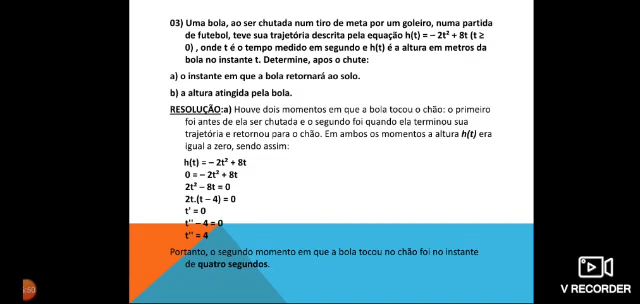 03) Uma bola, ao ser chutada num tiro de meta por um goleiro, numa partida
de futebol, teve sua trajetória descrita pela equação h(t) = – 2t² + 8t (t ≥
0) , onde t é o tempo medido em segundo e h(t) é a altura em metros da
bola no instante t. Determine, apos o chute:
a) o instante em que a bola retornará ao solo.
b) a altura atingida pela bola.
RESOLUÇÃO:a) Houve dois momentos em que a bola tocou o chão: o primeiro
foi antes de ela ser chutada e o segundo foi quando ela terminou sua
trajetória e retornou para o chão. Em ambos os momentos a altura h(t) era
igual a zero, sendo assim:
h(t) = – 2t² + 8t
0 = – 2t² + 8t
2t² – 8t = 0
2t.(t – 4) = 0
t' = 0
t'' – 4 = 0
t'' = 4
Portanto, o segundo momento em que a bola tocou no chão foi no instante
de quatro segundos.
V RECORDER